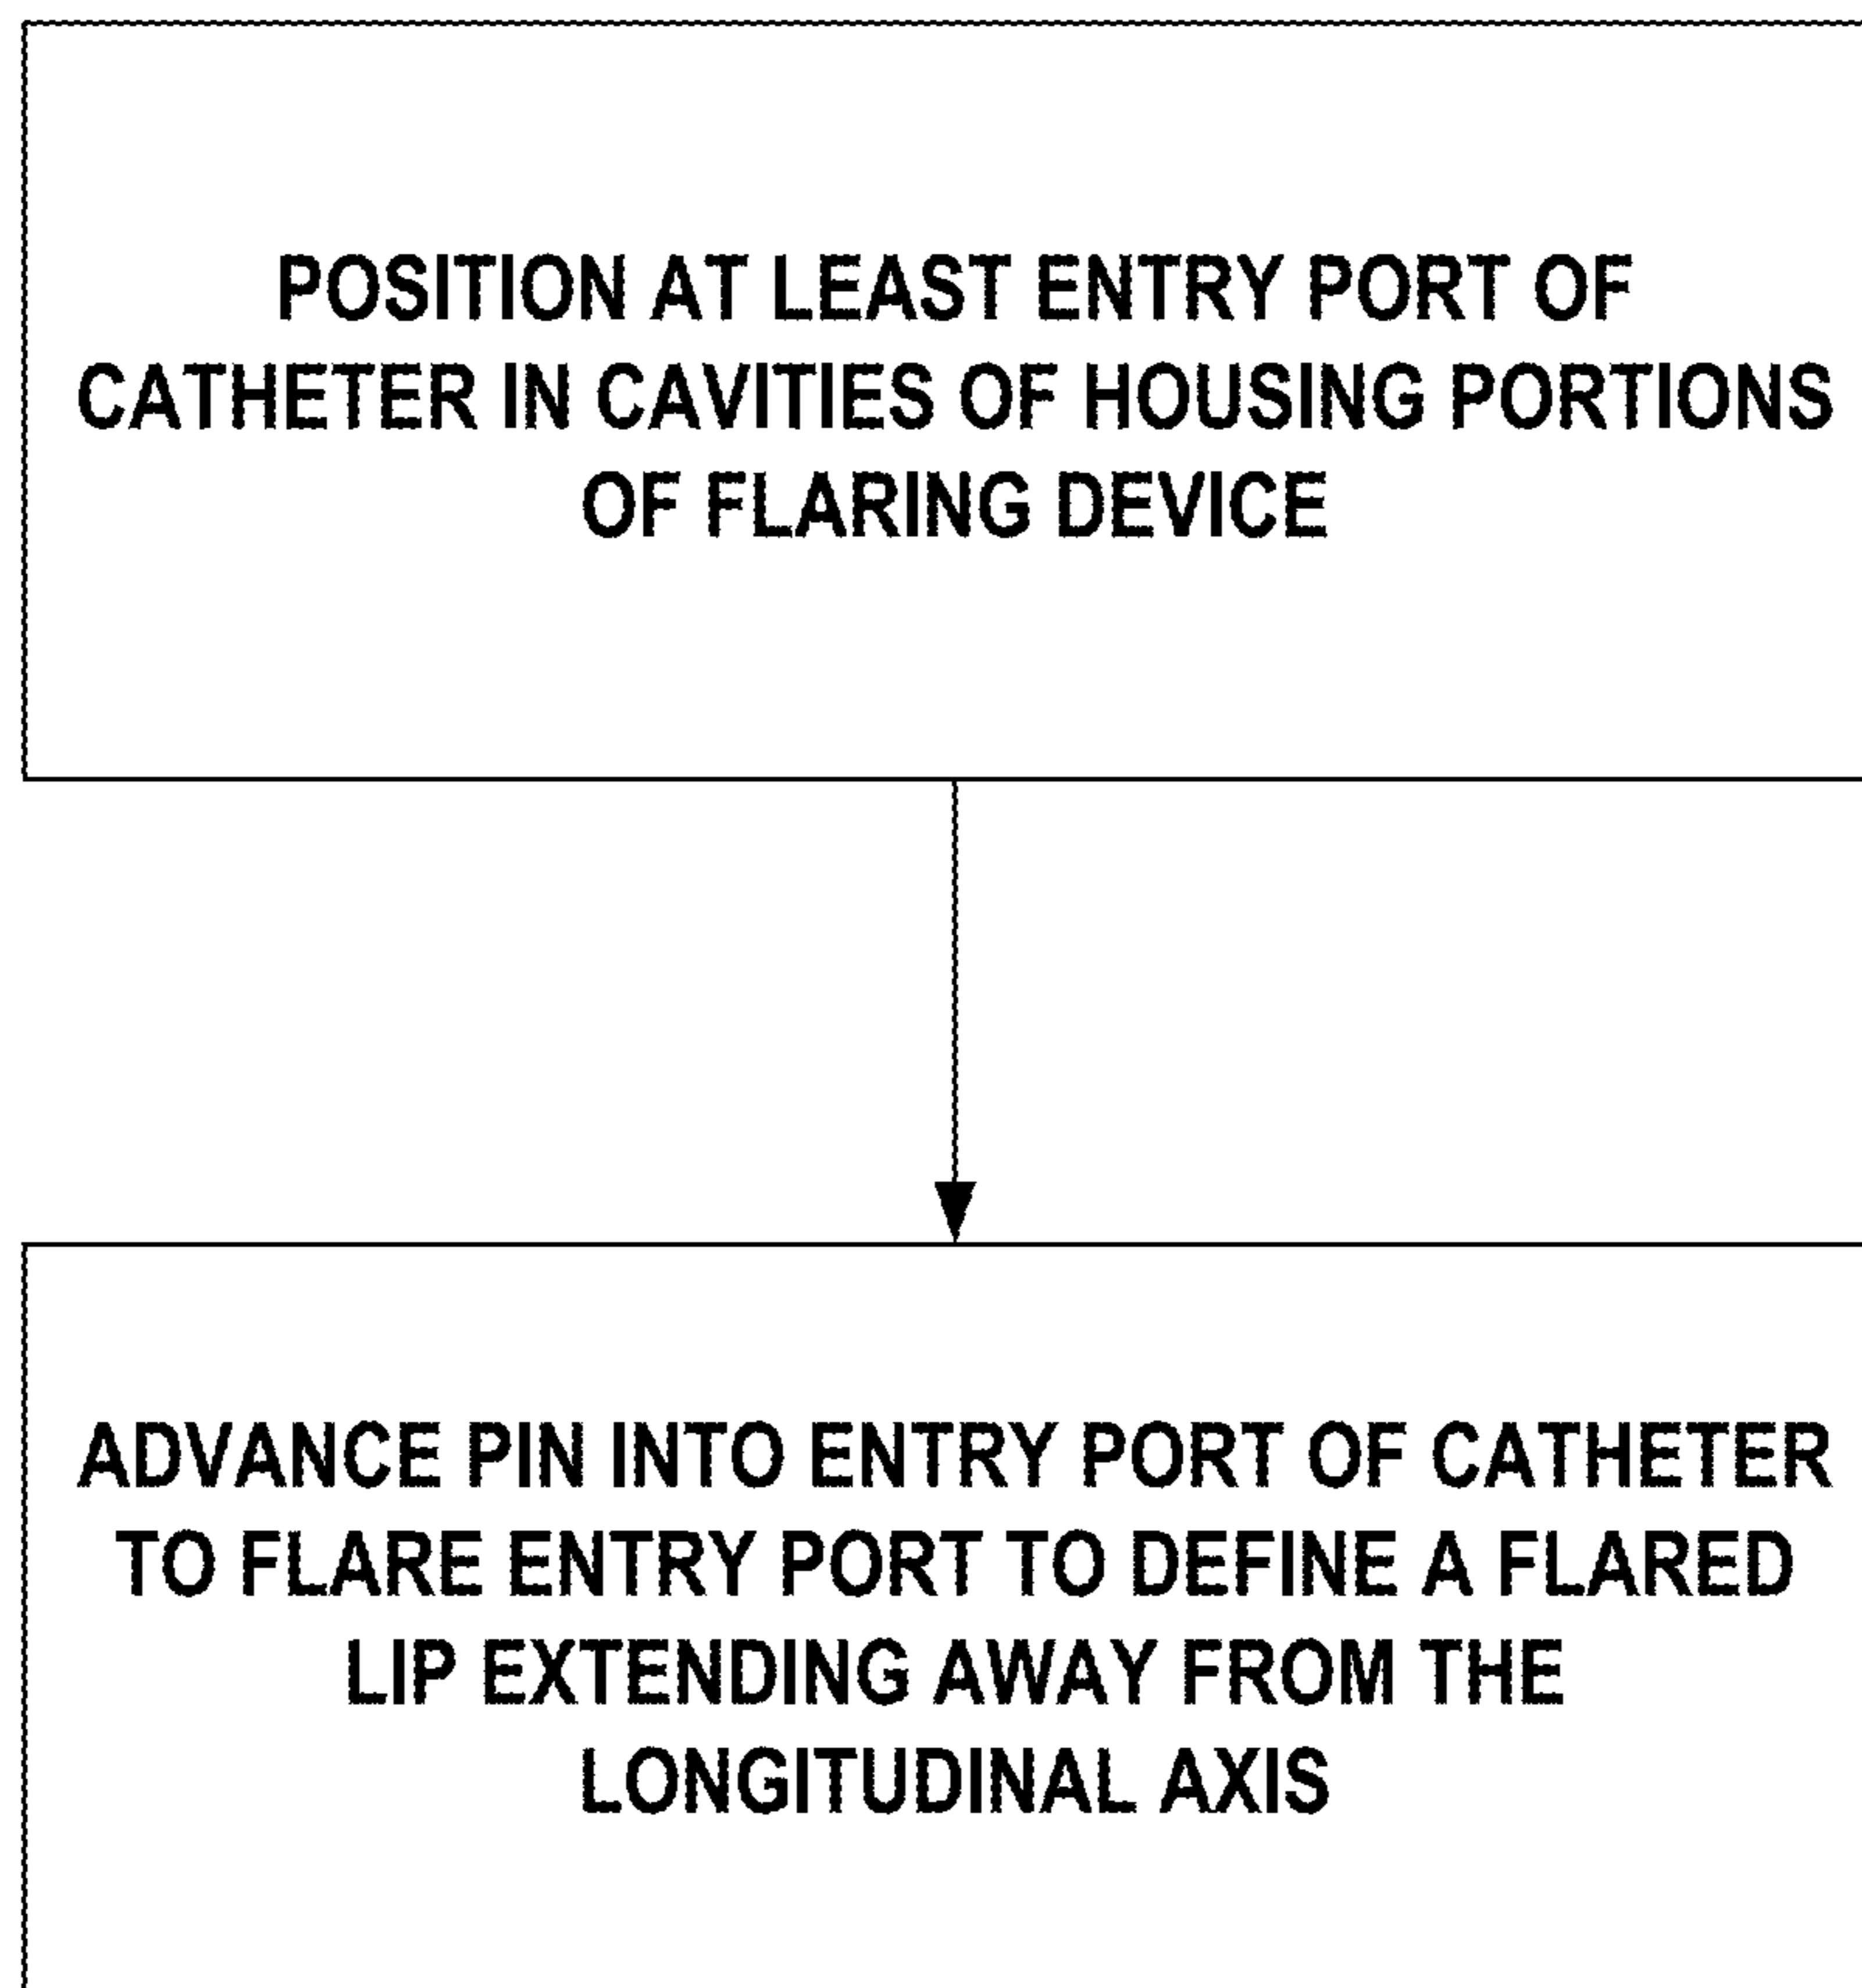 POSITION AT LEAST ENTRY PORT OF
CATHETER IN CAVITIES OF HOUSING PORTIONS
OF FLARING DEVICE
ADVANCE PIN INTO ENTRY PORT OF CATHETER
TO FLARE ENTRY PORT TO DEFINE A FLARED
LIP EXTENDING AWAY FROM THE
LONGITUDINAL AXIS